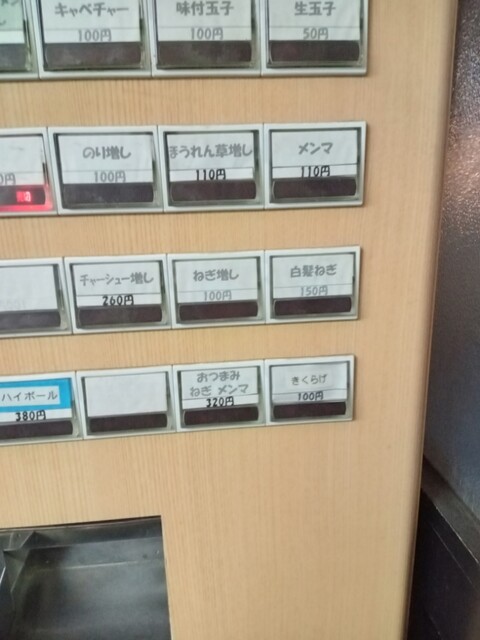 キャベチャー
100円
味付玉子
100円
生玉子
50円
のり増し
100円
ほうれん草増し
110円
メンマ
110円
チャーシュー増し
260円
ねぎ増し
100円
白髪ねぎ
150円
ハイボール
380円
おつまみ
ねぎ メンマ
320円
きくらげ
100円